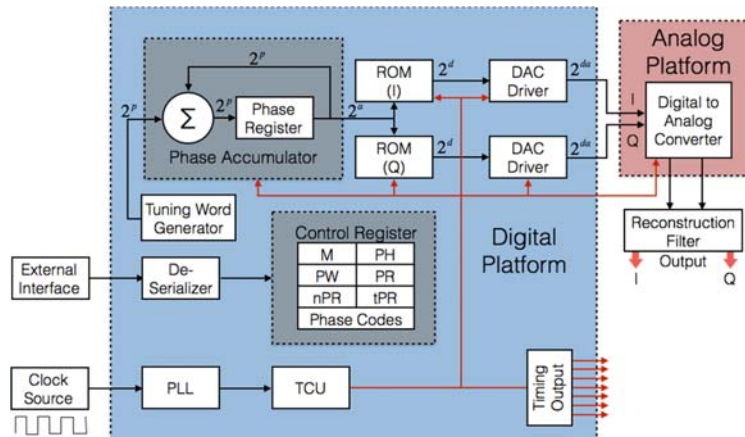 Analog
Platform
2^p
2^p
2^p
2^a
Σ
Phase
Register
Phase Accumulator
ROM
(I)
2^d
DAC
Driver
2^da
I
Q
Digital to
Analog
Converter
ROM
(Q)
2^d
DAC
Driver
2^da
Tuning Word
Generator
Reconstruction
Filter
Output
I
Q
Digital
Platform
Control Register
M
PH
PW
PR
nPR
tPR
Phase Codes
External
Interface
De-
Serializer
Clock
Source
PLL
TCU
Timing
Output